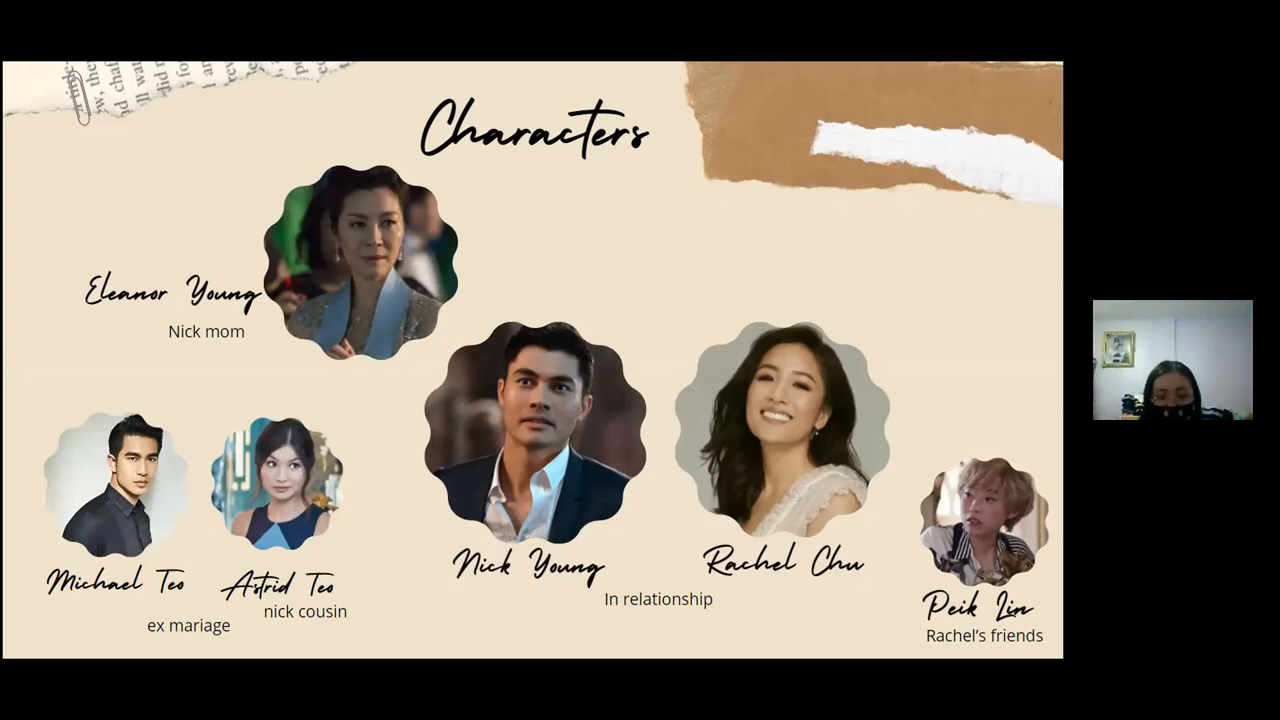 Characters
Eleanor Young
Nick mom
Michael Teo
Astrid Teo
nick cousin
ex mariage
Nick Young
Rachel Chu
In relationship
Peik Lin
Rachel's friends